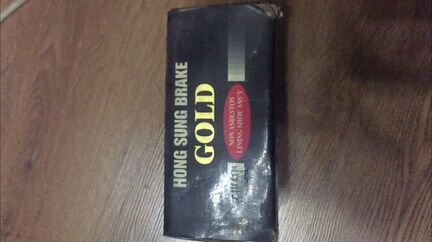 HONG SUNG BRAKE
GOLD
NON ASBESTOS
LINING SHOE ASS'Y